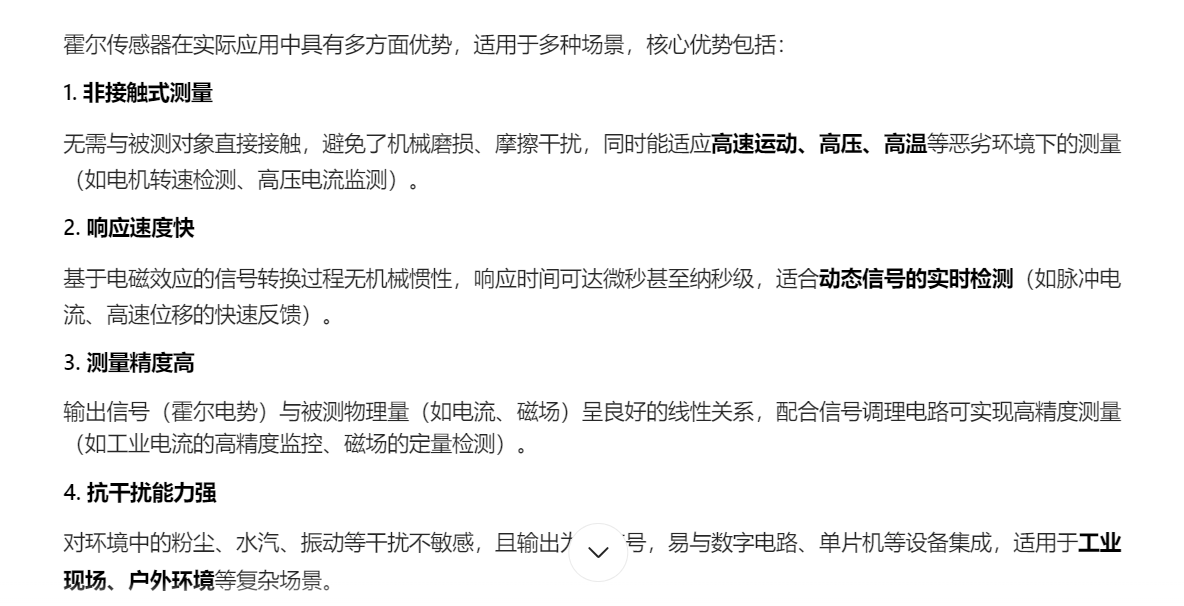 霍尔传感器在实际应用中具有多方面优势，适用于多种场景，核心优势包括：
1. 非接触式测量
无需与被测对象直接接触，避免了机械磨损、摩擦干扰，同时能适应高速运动、高压、高温等恶劣环境下的测量
（如电机转速检测、高压电流监测）。
2. 响应速度快
基于电磁效应的信号转换过程无机械惯性，响应时间可达微秒甚至纳秒级，适合动态信号的实时检测（如脉冲电
流、高速位移的快速反馈）。
3. 测量精度高
输出信号（霍尔电势）与被测物理量（如电流、磁场）呈良好的线性关系，配合信号调理电路可实现高精度测量
（如工业电流的高精度监控、磁场的定量检测）。
4. 抗干扰能力强
对环境中的粉尘、水汽、振动等干扰不敏感，且输出为号，易与数字电路、单片机等设备集成，适用于工业
现场、户外环境等复杂场景。